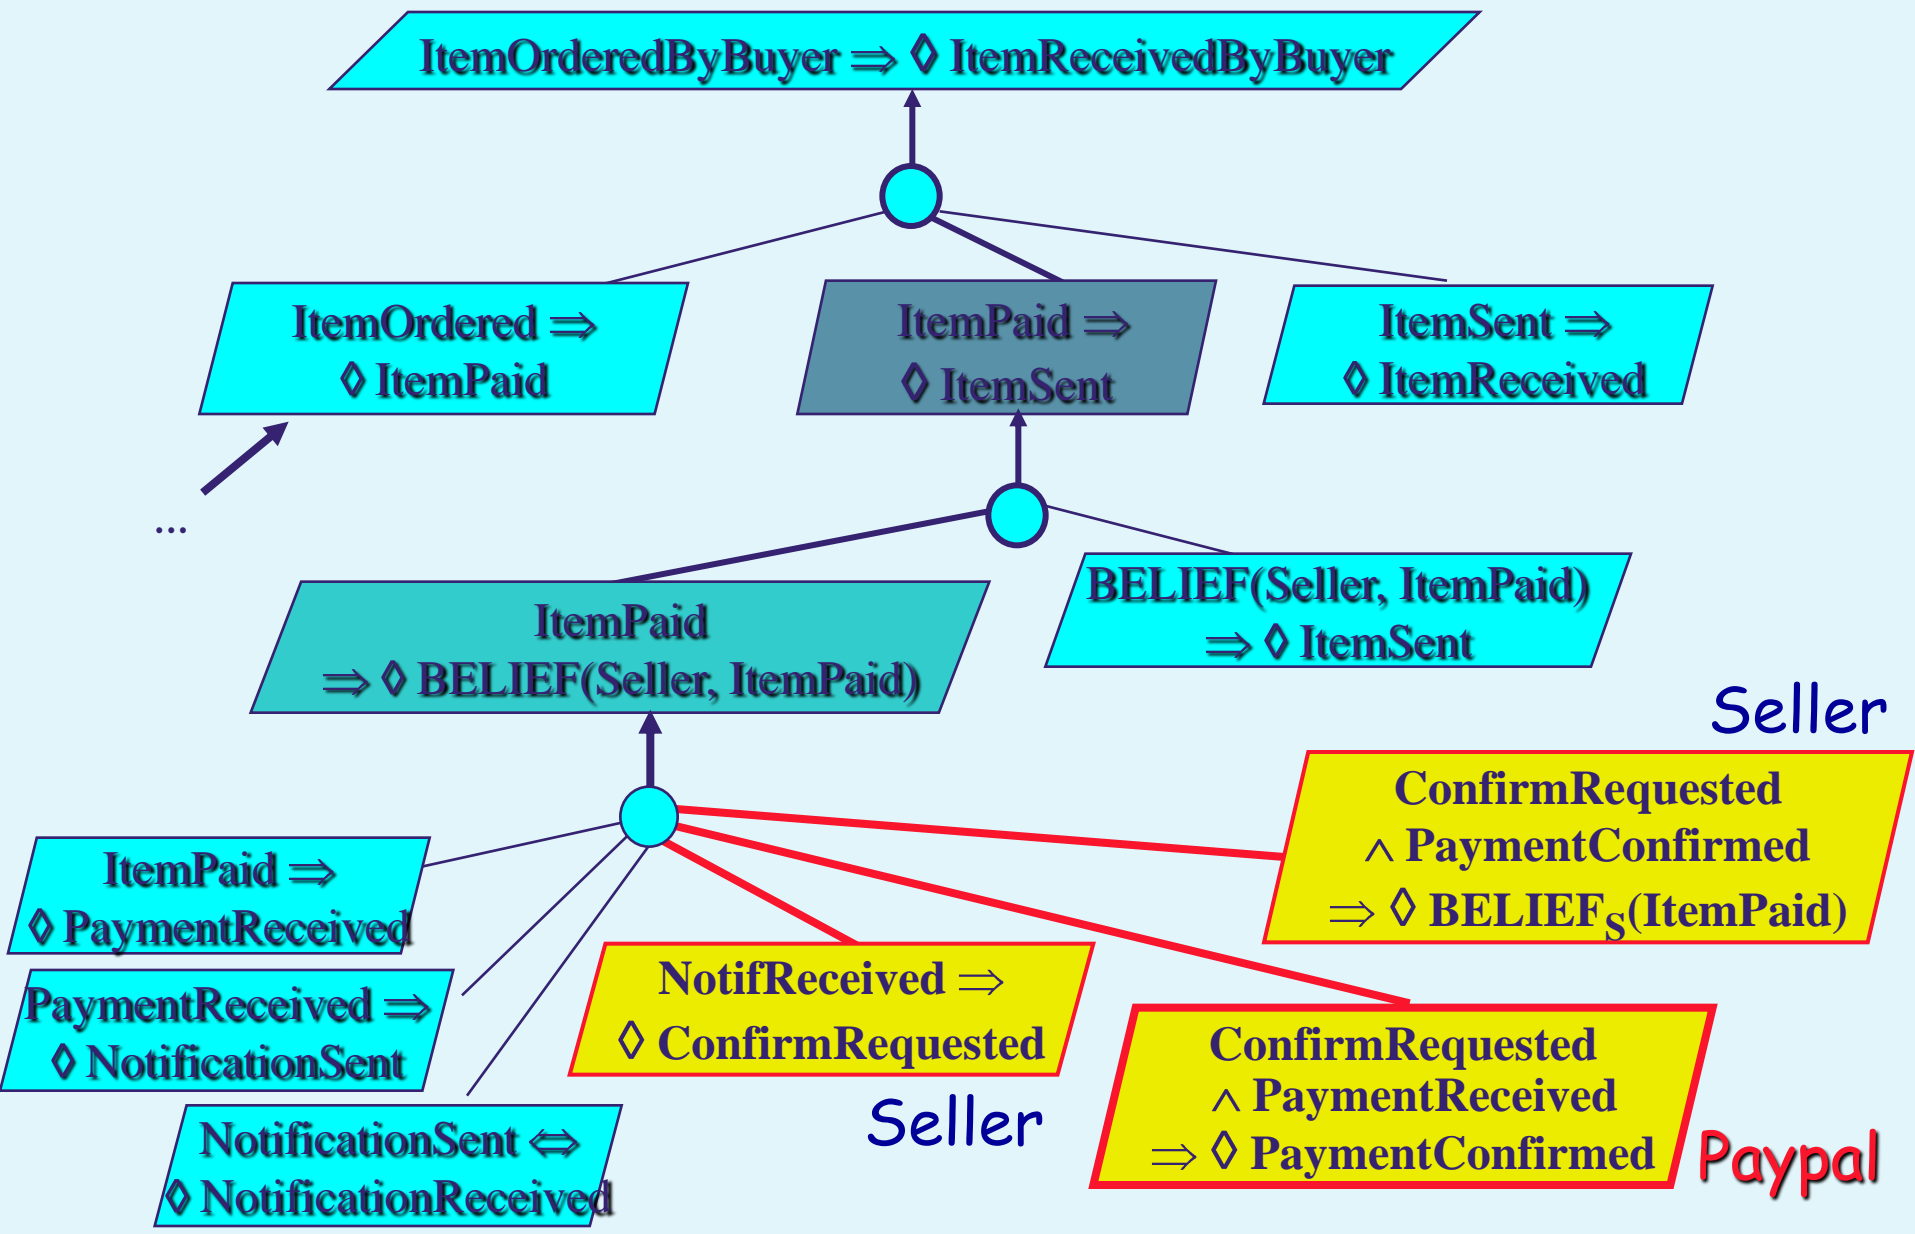 ItemOrderedByBuyer ⇒ ◊ ItemReceivedByBuyer
ItemOrdered ⇒
◊ ItemPaid
ItemPaid ⇒
◊ ItemSent
ItemSent ⇒
◊ ItemReceived
...
ItemPaid
⇒ ◊ BELIEF(Seller, ItemPaid)
BELIEF(Seller, ItemPaid)
⇒ ◊ ItemSent
Seller
ConfirmRequested
∧ PaymentConfirmed
⇒ ◊ BELIEF_S(ItemPaid)
ItemPaid ⇒
◊ PaymentReceived
PaymentReceived ⇒
◊ NotificationSent
NotificationSent ⇔
◊ NotificationReceived
NotifReceived ⇒
◊ ConfirmRequested
Seller
ConfirmRequested
∧ PaymentReceived
⇒ ◊ PaymentConfirmed
Paypal